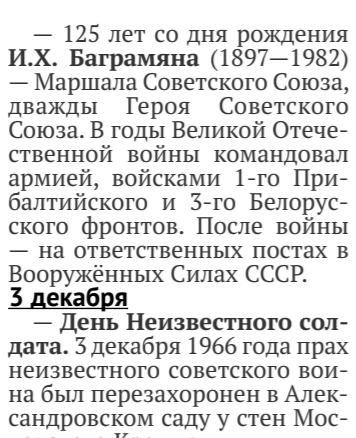 — 125 лет со дня рождения
И.Х. Баграмяна (1897—1982)
— Маршала Советского Союза,
дважды Героя Советского
Союза. В годы Великой Отече-
ственной войны командовал
армией, войсками 1-го При-
балтийского и 3-го Белорус-
ского фронтов. После войны
— на ответственных постах в
Вооружённых Силах СССР.
3 декабря
— День Неизвестного сол-
дата. 3 декабря 1966 года прах
неизвестного советского вои-
на был перезахоронен в Алек-
сандровском саду у стен Мос-